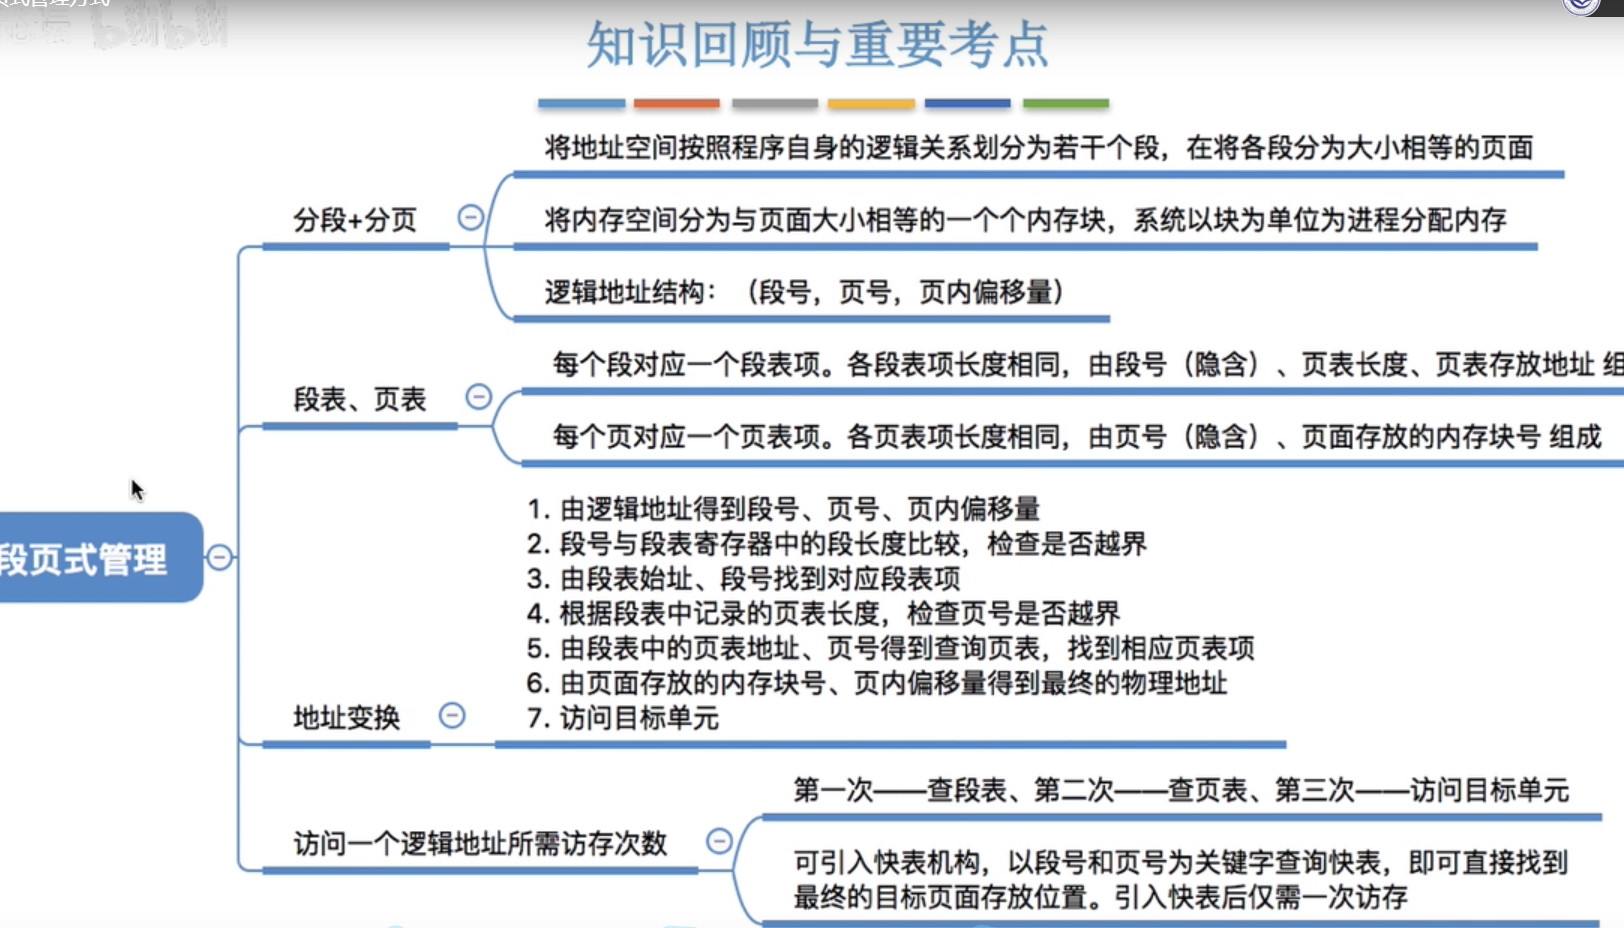 知识回顾与重要考点
将地址空间按照程序自身的逻辑关系划分为若干个段，在将各段分为大小相等的页面
分段+分页
将内存空间分为与页面大小相等的一个个内存块，系统以块为单位为进程分配内存
逻辑地址结构：（段号，页号，页内偏移量）
每个段对应一个段表项。各段表项长度相同，由段号（隐含）、页表长度、页表存放地址 组
段表、页表
每个页对应一个页表项。各页表项长度相同，由页号（隐含）、页面存放的内存块号 组成
段页式管理
1. 由逻辑地址得到段号、页号、页内偏移量
2. 段号与段表寄存器中的段长度比较，检查是否越界
3. 由段表始址、段号找到对应段表项
4. 根据段表中记录的页表长度，检查页号是否越界
5. 由段表中的页表地址、页号得到查询页表，找到相应页表项
6. 由页面存放的内存块号、页内偏移量得到最终的物理地址
7. 访问目标单元
地址变换
第一次——查段表、第二次——查页表、第三次——访问目标单元
访问一个逻辑地址所需访存次数
可引入快表机构，以段号和页号为关键字查询快表，即可直接找到
最终的目标页面存放位置。引入快表后仅需一次访存